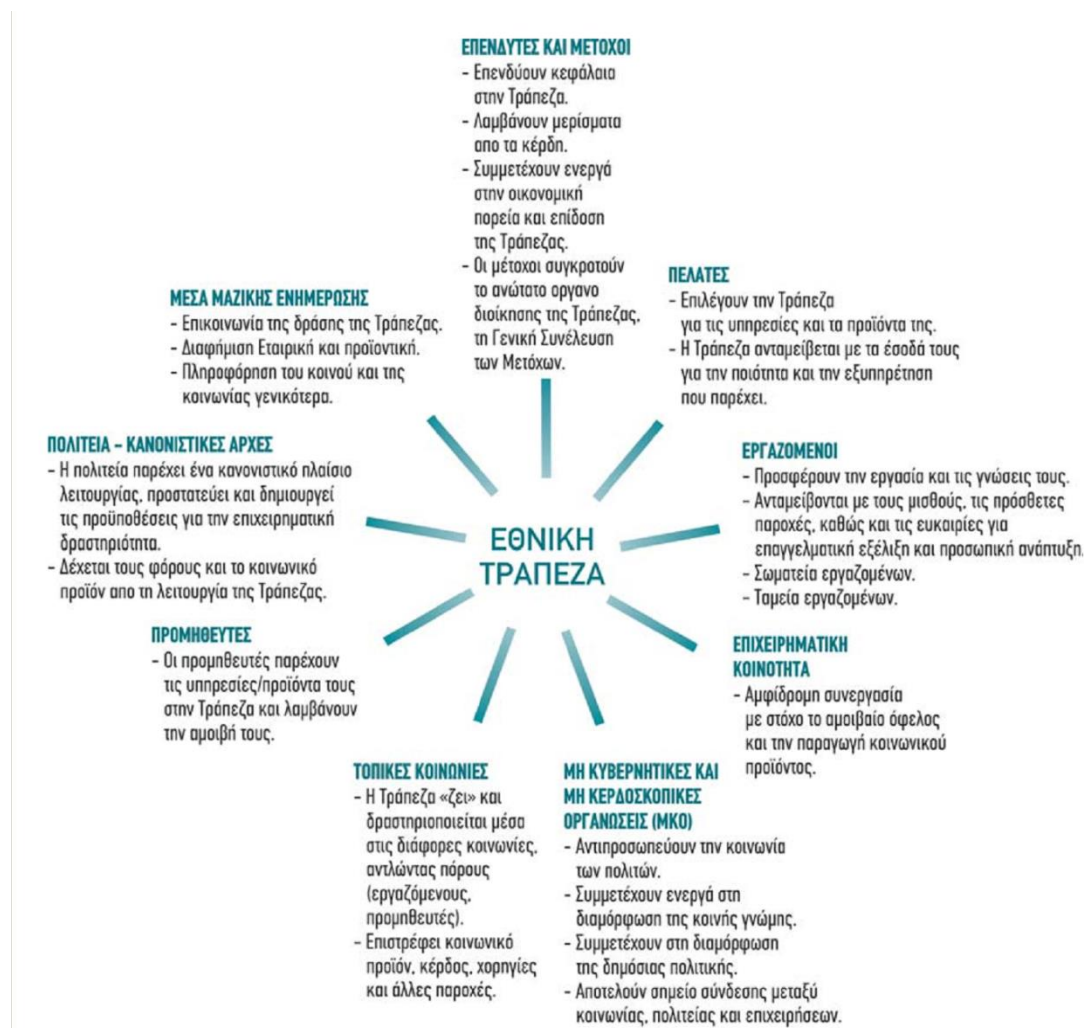 ΕΠΕΝΔΥΤΕΣ ΚΑΙ ΜΕΤΟΧΟΙ
- Επενδύουν κεφάλαια
στην Τράπεζα.
- Λαμβάνουν μερίσματα
απο τα κέρδη.
- Συμμετέχουν ενεργά
στην οικονομική
πορεία και επίδοση
της Τράπεζας.
- Οι μέτοχοι συγκροτούν
το ανώτατο οργανο
διοίκησης της Τράπεζας,
τη Γενική Συνέλευση
των Μετόχων.
ΠΕΛΑΤΕΣ
- Επιλέγουν την Τράπεζα
για τις υπηρεσίες και τα προϊόντα της.
- Η Τράπεζα ανταμείβεται με τα έσοδά τους
για την ποιότητα και την εξυπηρέτηση
που παρέχει.
ΕΡΓΑΖΟΜΕΝΟΙ
- Προσφέρουν την εργασία και τις γνώσεις τους.
- Ανταμείβονται με τους μισθούς, τις πρόσθετες
παροχές, καθώς και τις ευκαιρίες για
επαγγελματική εξέλιξη και προσωπική ανάπτυξη.
- Σωματεία εργαζομένων.
- Ταμεία εργαζομένων.
ΕΠΙΧΕΙΡΗΜΑΤΙΚΗ
ΚΟΙΝΟΤΗΤΑ
- Αμφίδρομη συνεργασία
με στόχο το αμοιβαίο όφελος
και την παραγωγή κοινωνικού
προϊόντος.
ΜΗ ΚΥΒΕΡΝΗΤΙΚΕΣ ΚΑΙ
ΜΗ ΚΕΡΔΟΣΚΟΠΙΚΕΣ
ΟΡΓΑΝΩΣΕΙΣ (ΜΚΟ)
- Αντιπροσωπεύουν την κοινωνία
των πολιτών.
- Συμμετέχουν ενεργά στη
διαμόρφωση της κοινής γνώμης.
- Συμμετέχουν στη διαμόρφωση
της δημόσιας πολιτικής.
- Αποτελούν σημείο σύνδεσης μεταξύ
κοινωνίας, πολιτείας και επιχειρήσεων.
ΤΟΠΙΚΕΣ ΚΟΙΝΩΝΙΕΣ
- Η Τράπεζα «ζει» και
δραστηριοποιείται μέσα
στις διάφορες κοινωνίες,
αντλώντας πόρους
(εργαζόμενους,
προμηθευτές).
- Επιστρέφει κοινωνικό
προϊόν, κέρδος, χορηγίες
και άλλες παροχές.
ΠΡΟΜΗΘΕΥΤΕΣ
- Οι προμηθευτές παρέχουν
τις υπηρεσίες/προϊόντα τους
στην Τράπεζα και λαμβάνουν
την αμοιβή τους.
ΠΟΛΙΤΕΙΑ – ΚΑΝΟΝΙΣΤΙΚΕΣ ΑΡΧΕΣ
- Η πολιτεία παρέχει ένα κανονιστικό πλαίσιο
λειτουργίας, προστατεύει και δημιουργεί
τις προϋποθέσεις για την επιχειρηματική
δραστηριότητα.
- Δέχεται τους φόρους και το κοινωνικό
προϊόν απο τη λειτουργία της Τράπεζας.
ΜΕΣΑ ΜΑΖΙΚΗΣ ΕΝΗΜΕΡΩΣΗΣ
- Επικοινωνία της δράσης της Τράπεζας.
- Διαφήμιση Εταιρική και προϊοντική.
- Πληροφόρηση του κοινού και της
κοινωνίας γενικότερα.
ΕΘΝΙΚΗ
ΤΡΑΠΕΖΑ